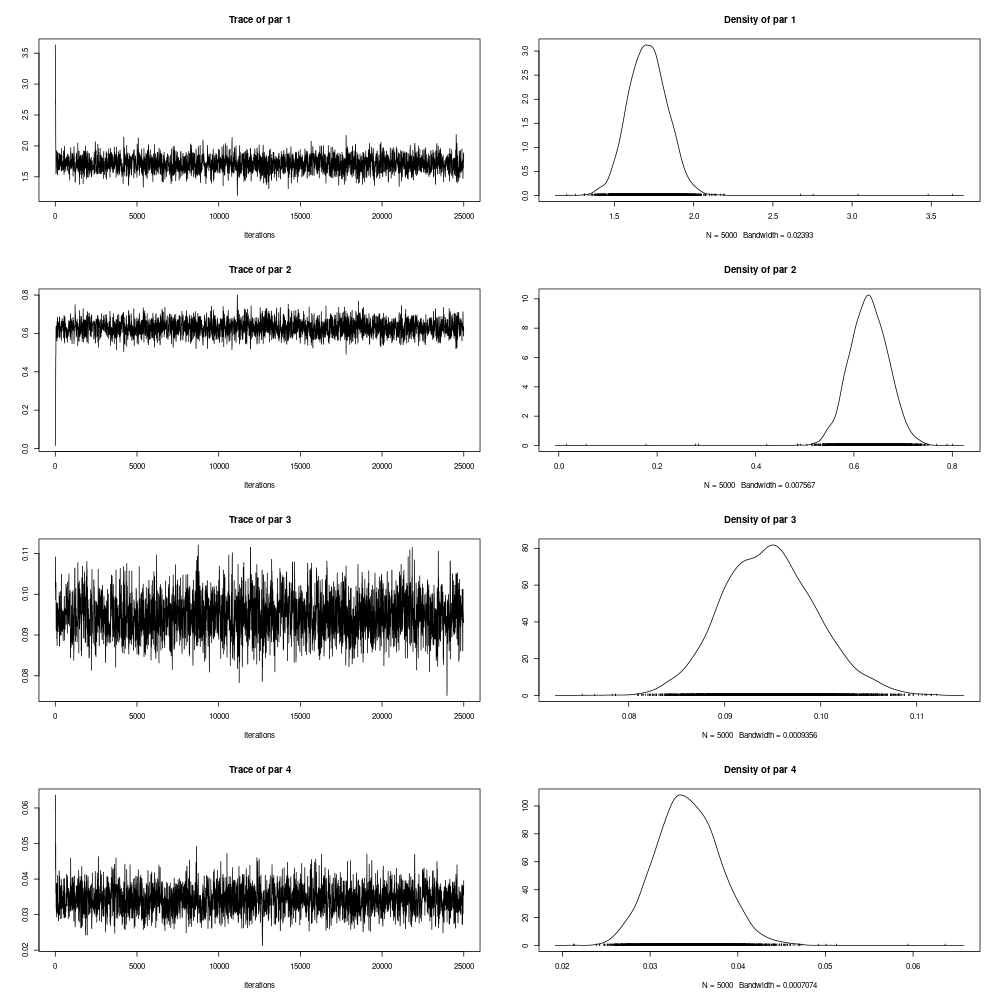 Trace of par 1
3.5
3.0
2.5
2.0
1.5
0 5000 10000 15000 20000 25000
Iterations
Density of par 1
3.0
2.5
2.0
1.5
1.0
0.5
0.0
1.5 2.0 2.5 3.0 3.5
N = 5000 Bandwidth = 0.02393
Trace of par 2
0.8
0.6
0.4
0.2
0.0
0 5000 10000 15000 20000 25000
Iterations
Density of par 2
10
8
6
4
2
0
0.0 0.2 0.4 0.6 0.8
N = 5000 Bandwidth = 0.007567
Trace of par 3
0.11
0.10
0.09
0.08
0 5000 10000 15000 20000 25000
Iterations
Density of par 3
80
60
40
20
0
0.08 0.09 0.10 0.11
N = 5000 Bandwidth = 0.0009356
Trace of par 4
0.06
0.05
0.04
0.03
0.02
0 5000 10000 15000 20000 25000
Iterations
Density of par 4
100
80
60
40
20
0
0.02 0.03 0.04 0.05 0.06
N = 5000 Bandwidth = 0.0007074